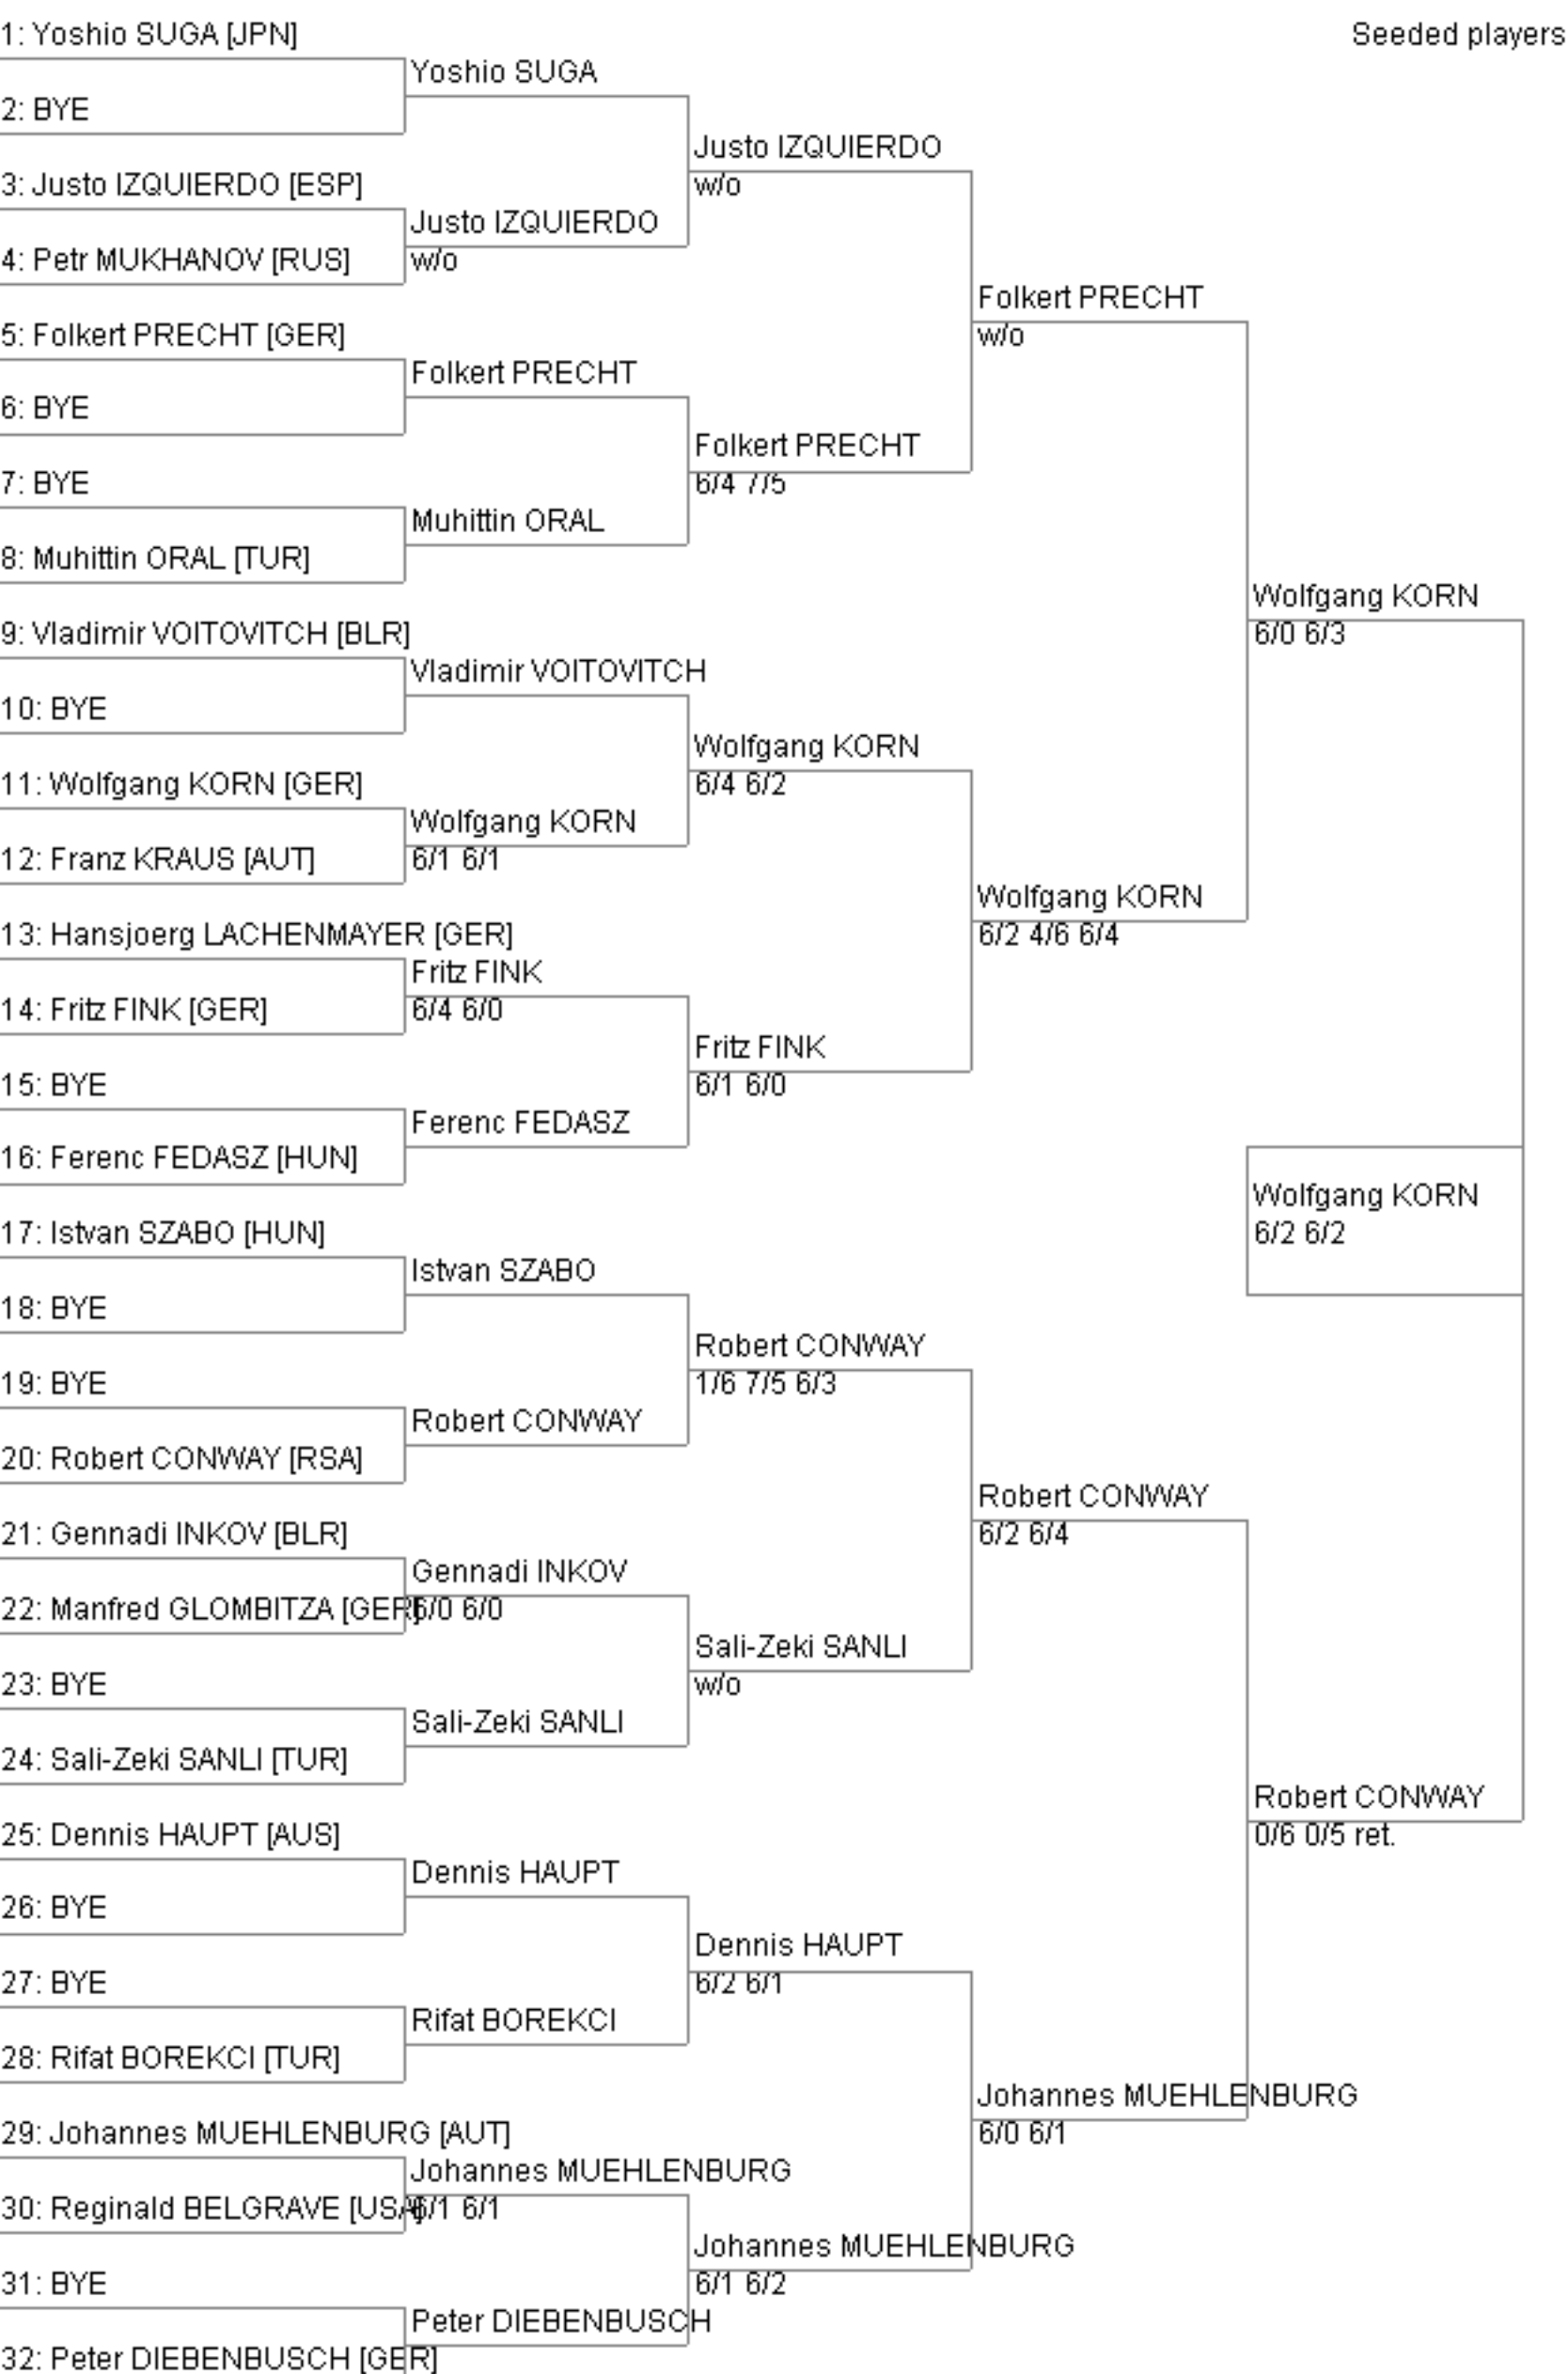 1: Yoshio SUGA [JPN]
Seeded players
Yoshio SUGA
2: BYE
Justo IZQUIERDO
w/o
3: Justo IZQUIERDO [ESP]
Justo IZQUIERDO
w/o
4: Petr MUKHANOV [RUS]
Folkert PRECHT
w/o
5: Folkert PRECHT [GER]
Folkert PRECHT
6: BYE
Folkert PRECHT
6/4 7/5
7: BYE
Muhittin ORAL
8: Muhittin ORAL [TUR]
Wolfgang KORN
6/0 6/3
9: Vladimir VOITOVITCH [BLR]
Vladimir VOITOVITCH
10: BYE
Wolfgang KORN
6/4 6/2
11: Wolfgang KORN [GER]
Wolfgang KORN
6/1 6/1
12: Franz KRAUS [AUT]
Wolfgang KORN
6/2 4/6 6/4
13: Hansjoerg LACHENMAYER [GER]
Fritz FINK
6/4 6/0
14: Fritz FINK [GER]
Fritz FINK
6/1 6/0
15: BYE
Ferenc FEDASZ
16: Ferenc FEDASZ [HUN]
Wolfgang KORN
6/2 6/2
17: Istvan SZABO [HUN]
Istvan SZABO
18: BYE
Robert CONWAY
1/6 7/5 6/3
19: BYE
Robert CONWAY
20: Robert CONWAY [RSA]
Robert CONWAY
6/2 6/4
21: Gennadi INKOV [BLR]
Gennadi INKOV
6/0 6/0
22: Manfred GLOMBITZA [GER]
Sali-Zeki SANLI
w/o
23: BYE
Sali-Zeki SANLI
24: Sali-Zeki SANLI [TUR]
Robert CONWAY
0/6 0/5 ret.
25: Dennis HAUPT [AUS]
Dennis HAUPT
26: BYE
Dennis HAUPT
6/2 6/1
27: BYE
Rifat BOREKCI
28: Rifat BOREKCI [TUR]
Johannes MUEHLENBURG
6/0 6/1
29: Johannes MUEHLENBURG [AUT]
Johannes MUEHLENBURG
6/1 6/1
30: Reginald BELGRAVE [USA]
Johannes MUEHLENBURG
6/1 6/2
31: BYE
Peter DIEBENBUSCH
32: Peter DIEBENBUSCH [GER]